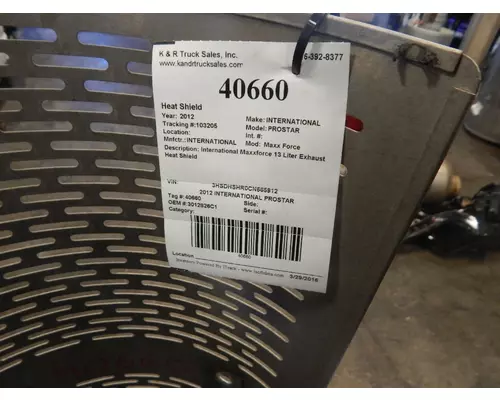 K & R Truck Sales, Inc.
6-392-8377
www.kandrtrucksales.com
40660
Heat Shield
Year: 2012
Make: INTERNATIONAL
Tracking #:103205
Model: PROSTAR
Location:
Int. #:
Mnfctr.: INTERNATIONAL
Mod: Maxx Force
Description: International Maxxforce 13 Liter Exhaust
Heat Shield
VIN:
2012 INTERNATIONAL PROSTAR
Tag #: 40660
Side:
OEM #:3012926C1
Serial #:
Category:
40660
Location
3/29/2016